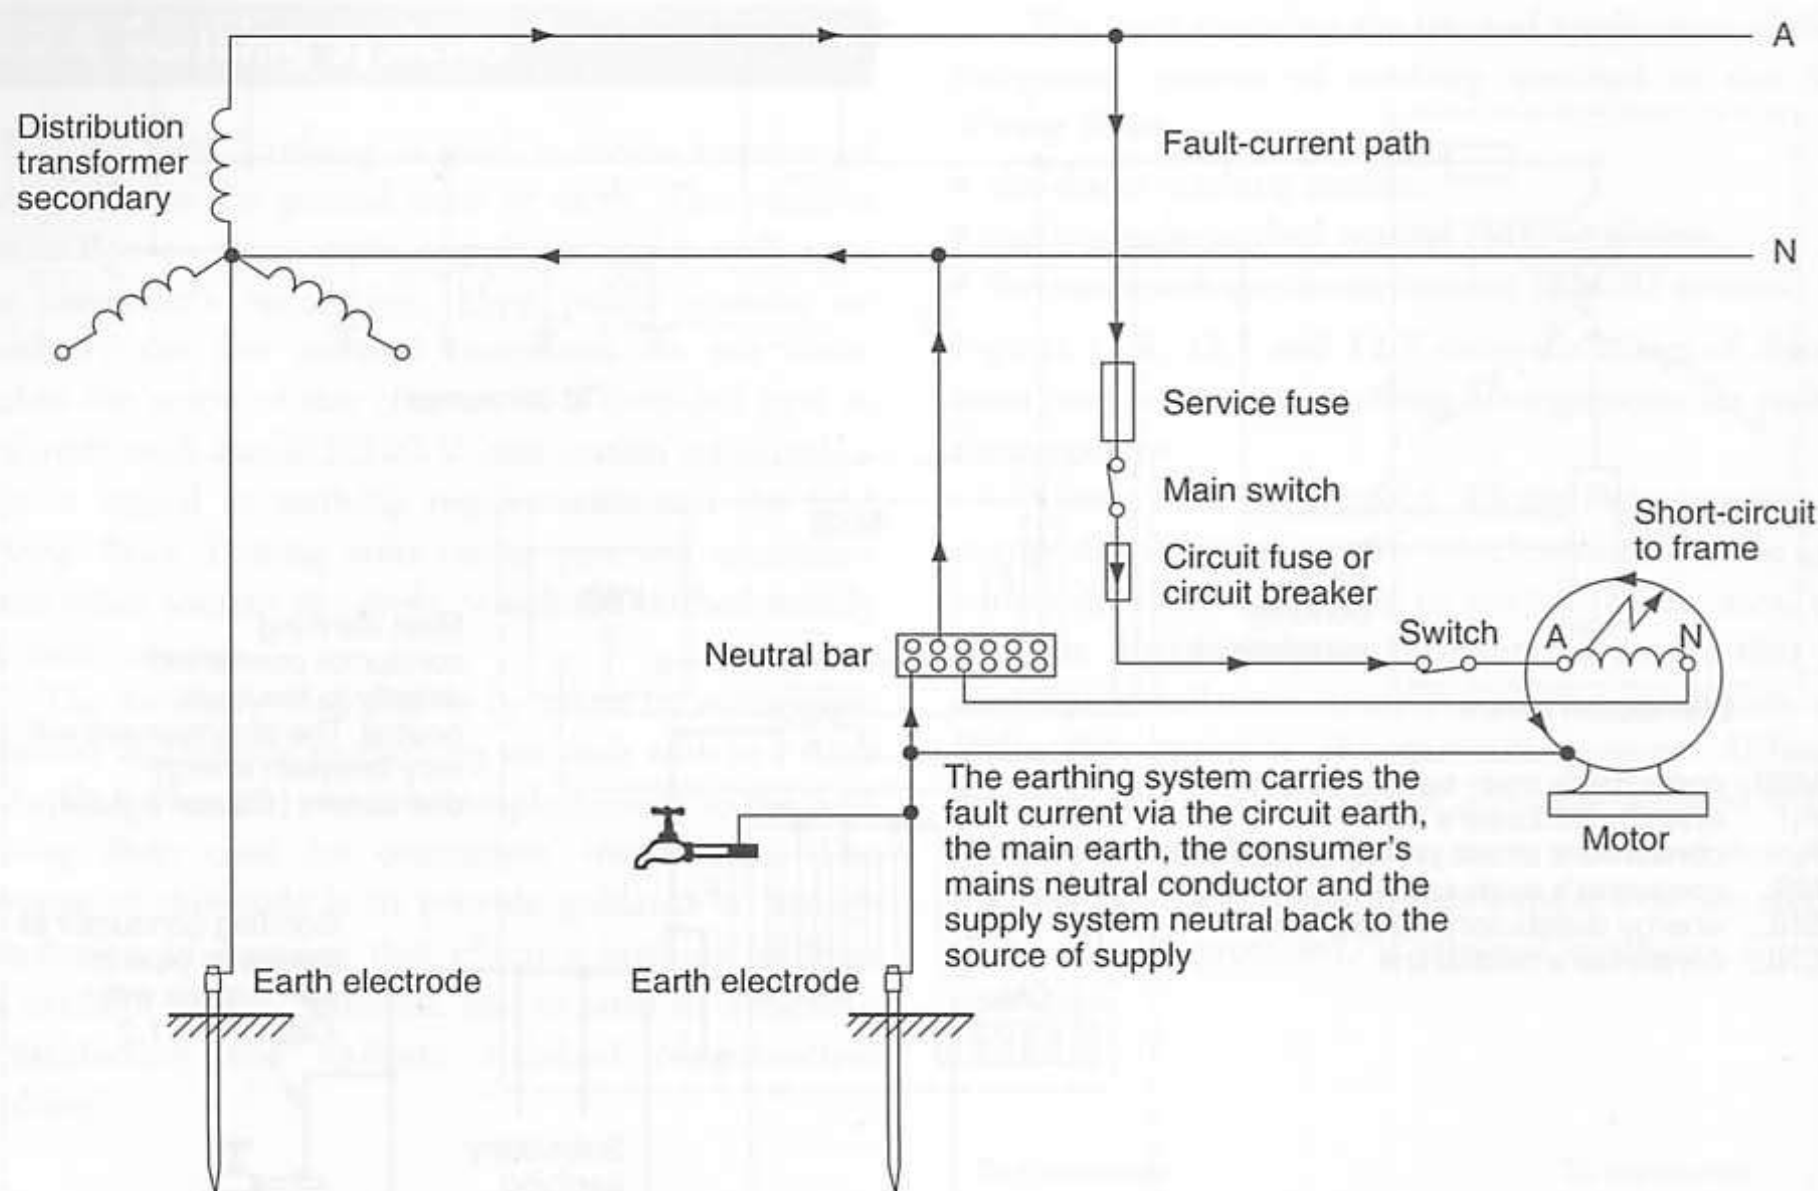 A
Distribution
transformer
secondary
Fault-current path
N
Service fuse
Main switch
Short-circuit
to frame
Circuit fuse or
circuit breaker
Switch
A
N
Neutral bar
The earthing system carries the
fault current via the circuit earth,
the main earth, the consumer's
mains neutral conductor and the
supply system neutral back to the
source of supply
Motor
Earth electrode
Earth electrode